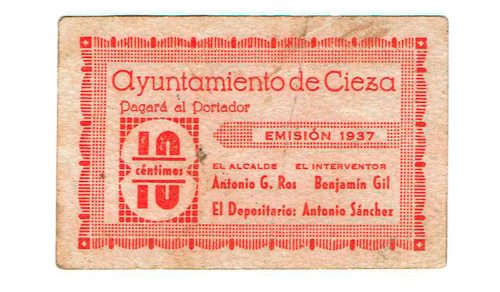 Ayuntamiento de Cieza
Pagará al Portador
10
céntimos
10
EMISIÓN 1937
EL ALCALDE EL INTERVENTOR
Antonio G. Ros Benjamín Gil
El Depositario: Antonio Sánchez